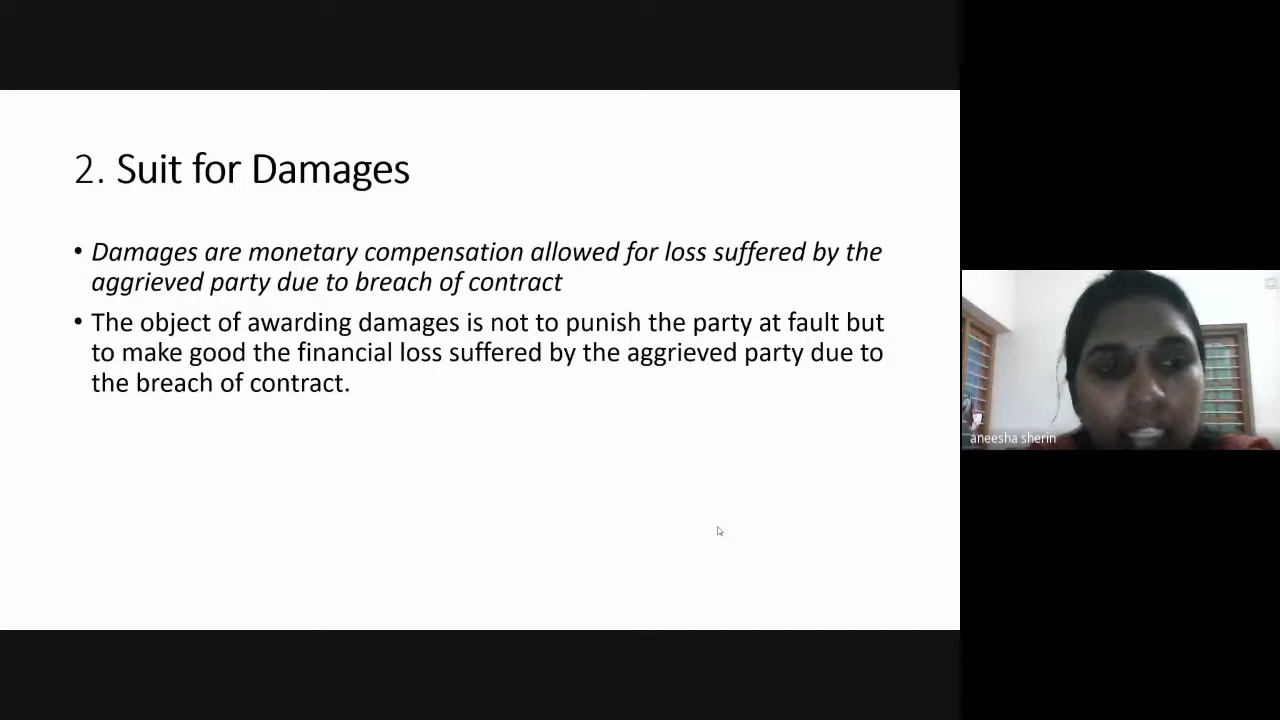 2. Suit for Damages
• Damages are monetary compensation allowed for loss suffered by the
aggrieved party due to breach of contract
• The object of awarding damages is not to punish the party at fault but
to make good the financial loss suffered by the aggrieved party due to
the breach of contract.
aneesha sherin